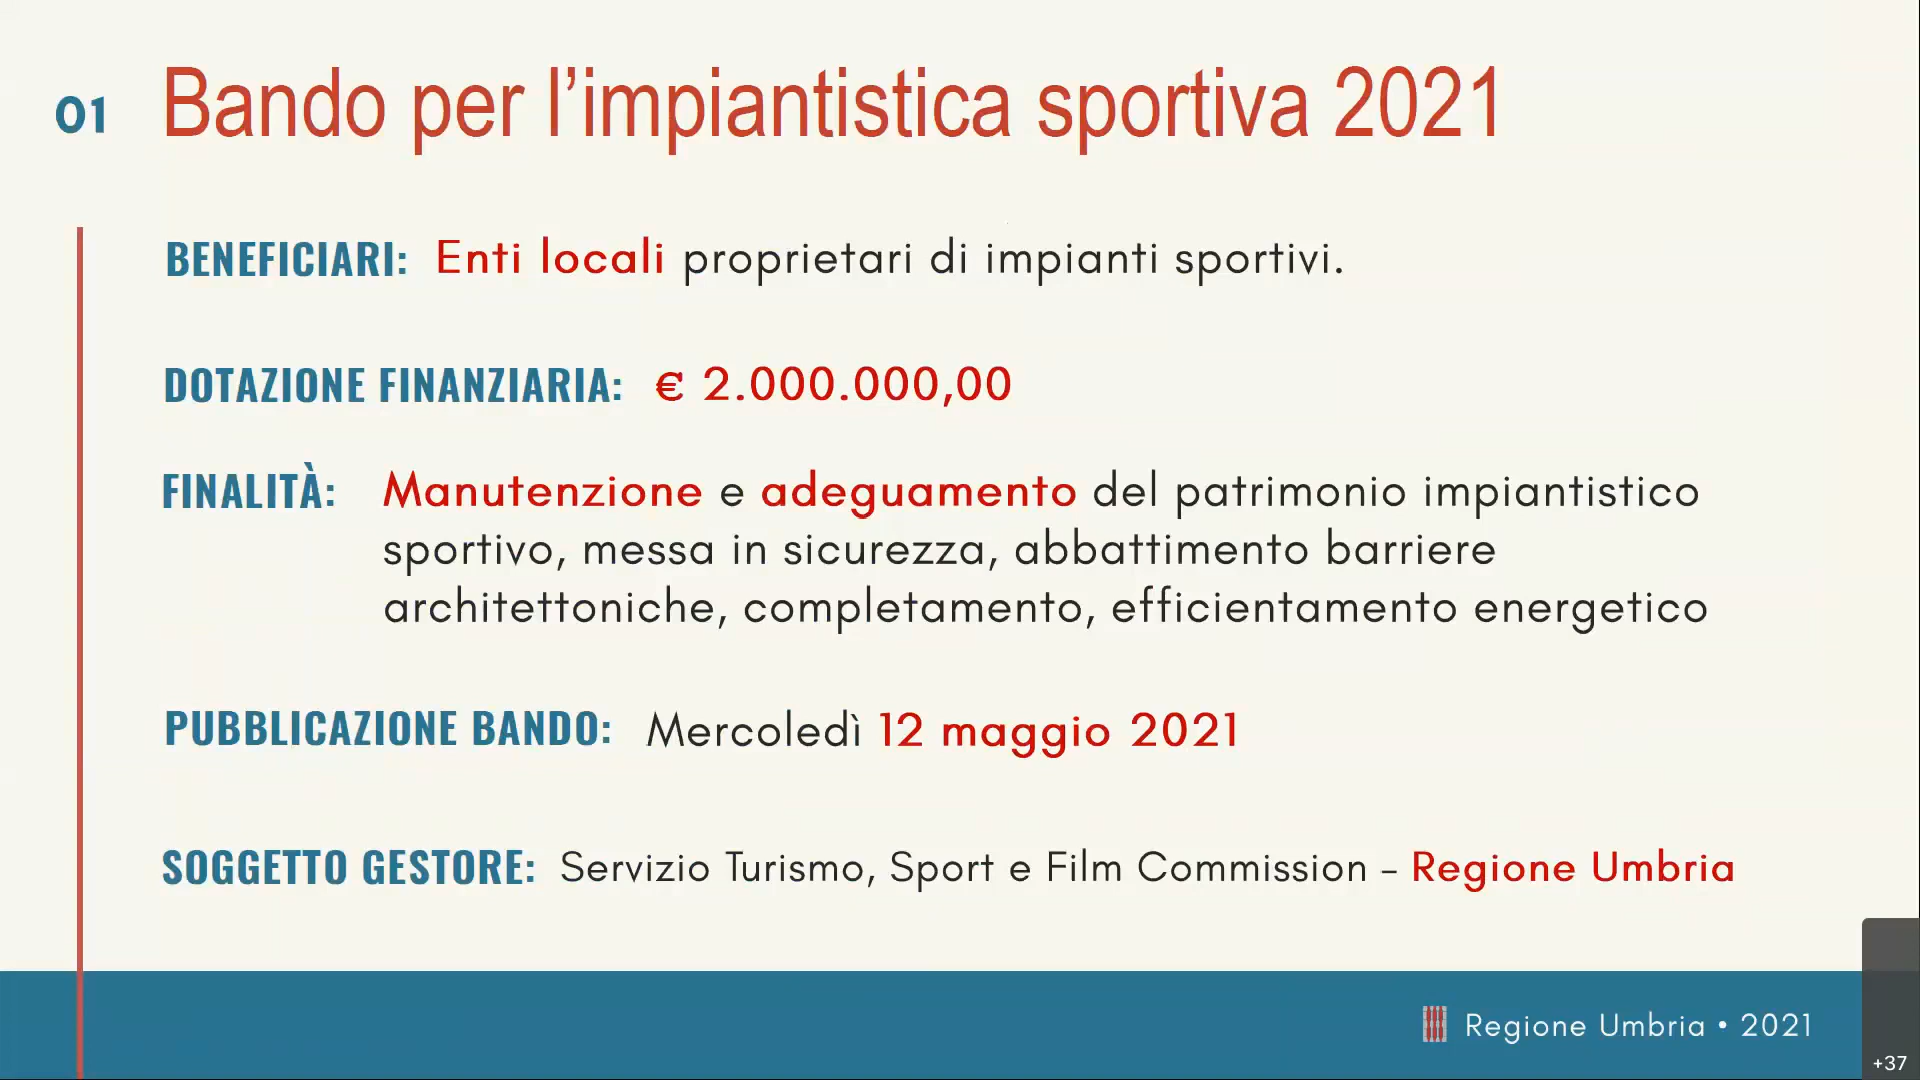 01 Bando per l’impiantistica sportiva 2021
BENEFICIARI: Enti locali proprietari di impianti sportivi.
DOTAZIONE FINANZIARIA: € 2.000.000,00
FINALITÀ: Manutenzione e adeguamento del patrimonio impiantistico
sportivo, messa in sicurezza, abbattimento barriere
architettoniche, completamento, efficientamento energetico
PUBBLICAZIONE BANDO: Mercoledì 12 maggio 2021
SOGGETTO GESTORE: Servizio Turismo, Sport e Film Commission – Regione Umbria
Regione Umbria • 2021
+37